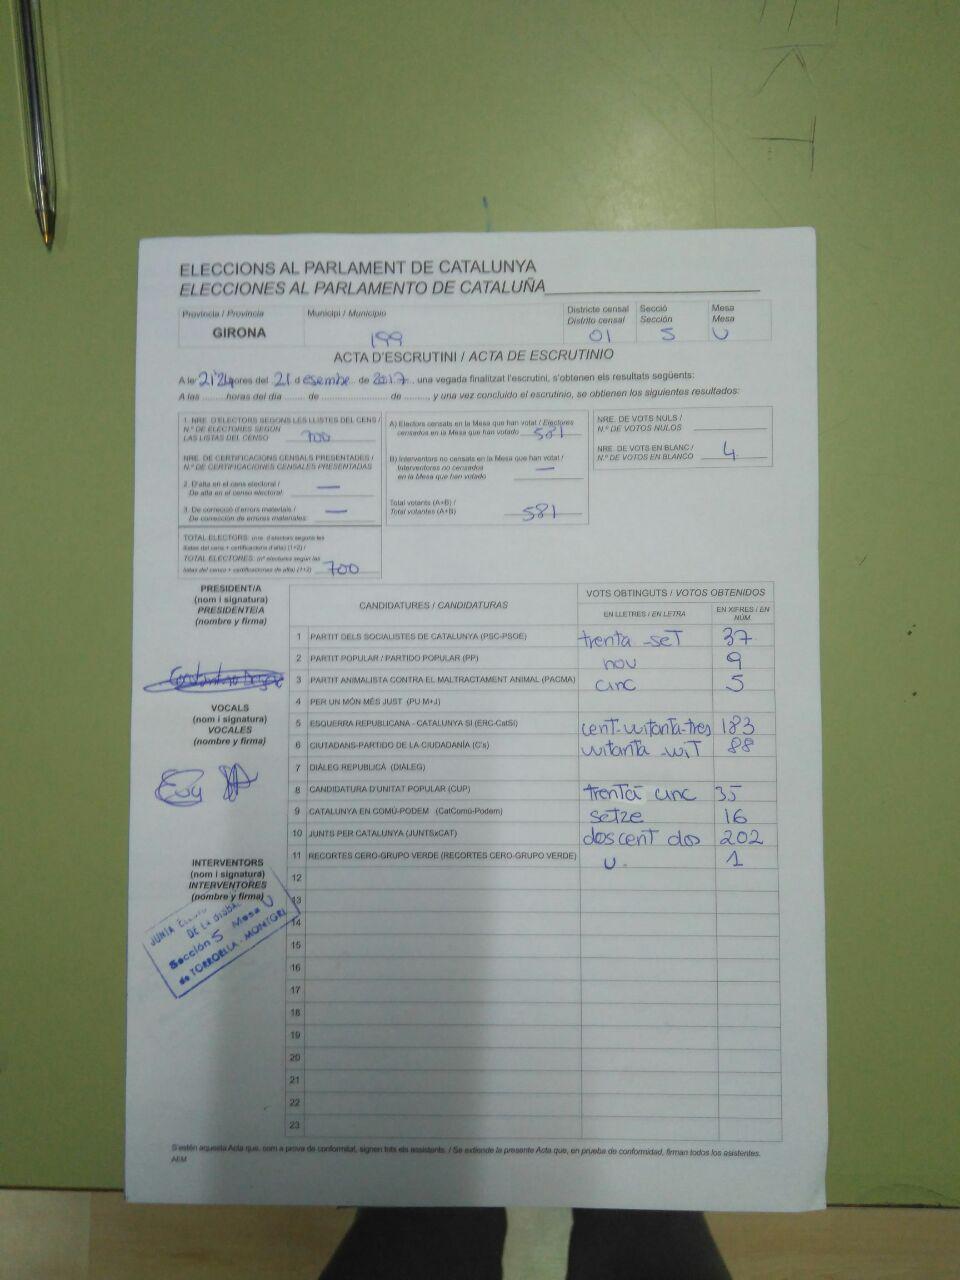 ELECCIONS AL PARLAMENT DE CATALUNYA
ELECCIONES AL PARLAMENTO DE CATALUÑA
Província / Provincia
GIRONA
Municipi / Municipio
199
Districte censal
Distrito censal
01
Secció
Sección
5
Mesa
Mesa
U
ACTA D'ESCRUTINI / ACTA DE ESCRUTINIO
A les 21'24 hores del 21 d esembre de 2017, una vegada finalitzat l'escrutini, s'obtenen els resultats següents:
A las ........ horas del día ...... de ............... de ........, y una vez concluido el escrutinio, se obtienen los siguientes resultados:
1. NRE. D'ELECTORS SEGONS LES LLISTES DEL CENS /
N.º DE ELECTORES SEGÚN
LAS LISTAS DEL CENSO 700
NRE. DE CERTIFICACIONS CENSALS PRESENTADES /
N.º DE CERTIFICACIONES CENSALES PRESENTADAS
2. D'alta en el cens electoral /
De alta en el censo electoral —
3. De correcció d'errors materials /
De corrección de errores materiales —
TOTAL ELECTORS: (nre. d'electors segons les
llistes del cens + certificacions d'alta) (1+2) /
TOTAL ELECTORES: (nº electores según las
listas del censo + certificaciones de alta) (1+2) 700
A) Electors censats en la Mesa que han votat / Electores
censados en la Mesa que han votado 581
B) Interventors no censats en la Mesa que han votat /
Interventores no censados
en la Mesa que han votado —
Total votants (A+B) /
Total votantes (A+B) 581
NRE. DE VOTS NULS /
N.º DE VOTOS NULOS
NRE. DE VOTS EN BLANC /
N.º DE VOTOS EN BLANCO 4
PRESIDENT/A
(nom i signatura)
PRESIDENTE/A
(nombre y firma)
VOCALS
(nom i signatura)
VOCALES
(nombre y firma)
INTERVENTORS
(nom i signatura)
INTERVENTORES
(nombre y firma)
DE LA BISBAL
Sección 5 Mesa U
de TORROELLA - MONTGRI
CANDIDATURES / CANDIDATURAS
VOTS OBTINGUTS / VOTOS OBTENIDOS
EN LLETRES / EN LETRA
EN XIFRES / EN NÚM.
1 PARTIT DELS SOCIALISTES DE CATALUNYA (PSC-PSOE) trenta-set 37
2 PARTIT POPULAR / PARTIDO POPULAR (PP) nou 9
3 PARTIT ANIMALISTA CONTRA EL MALTRACTAMENT ANIMAL (PACMA) cinc 5
4 PER UN MÓN MÉS JUST (PU M+J)
5 ESQUERRA REPUBLICANA - CATALUNYA SÍ (ERC-CatSí) cent-uitanta-tres 183
6 CIUTADANS-PARTIDO DE LA CIUDADANÍA (C's) uitanta-uit 88
7 DIÀLEG REPUBLICÀ (DIÀLEG)
8 CANDIDATURA D'UNITAT POPULAR (CUP) trenta cinc 35
9 CATALUNYA EN COMÚ-PODEM (CatComú-Podem) setze 16
10 JUNTS PER CATALUNYA (JUNTSxCAT) doscent dos 202
11 RECORTES CERO-GRUPO VERDE (RECORTES CERO-GRUPO VERDE) u. 1
12
13
14
15
16
17
18
19
20
21
22
23
S'estén aquesta Acta que, com a prova de conformitat, signen tots els assistents. / Se extiende la presente Acta que, en prueba de conformidad, firman todos los asistentes.
AEM